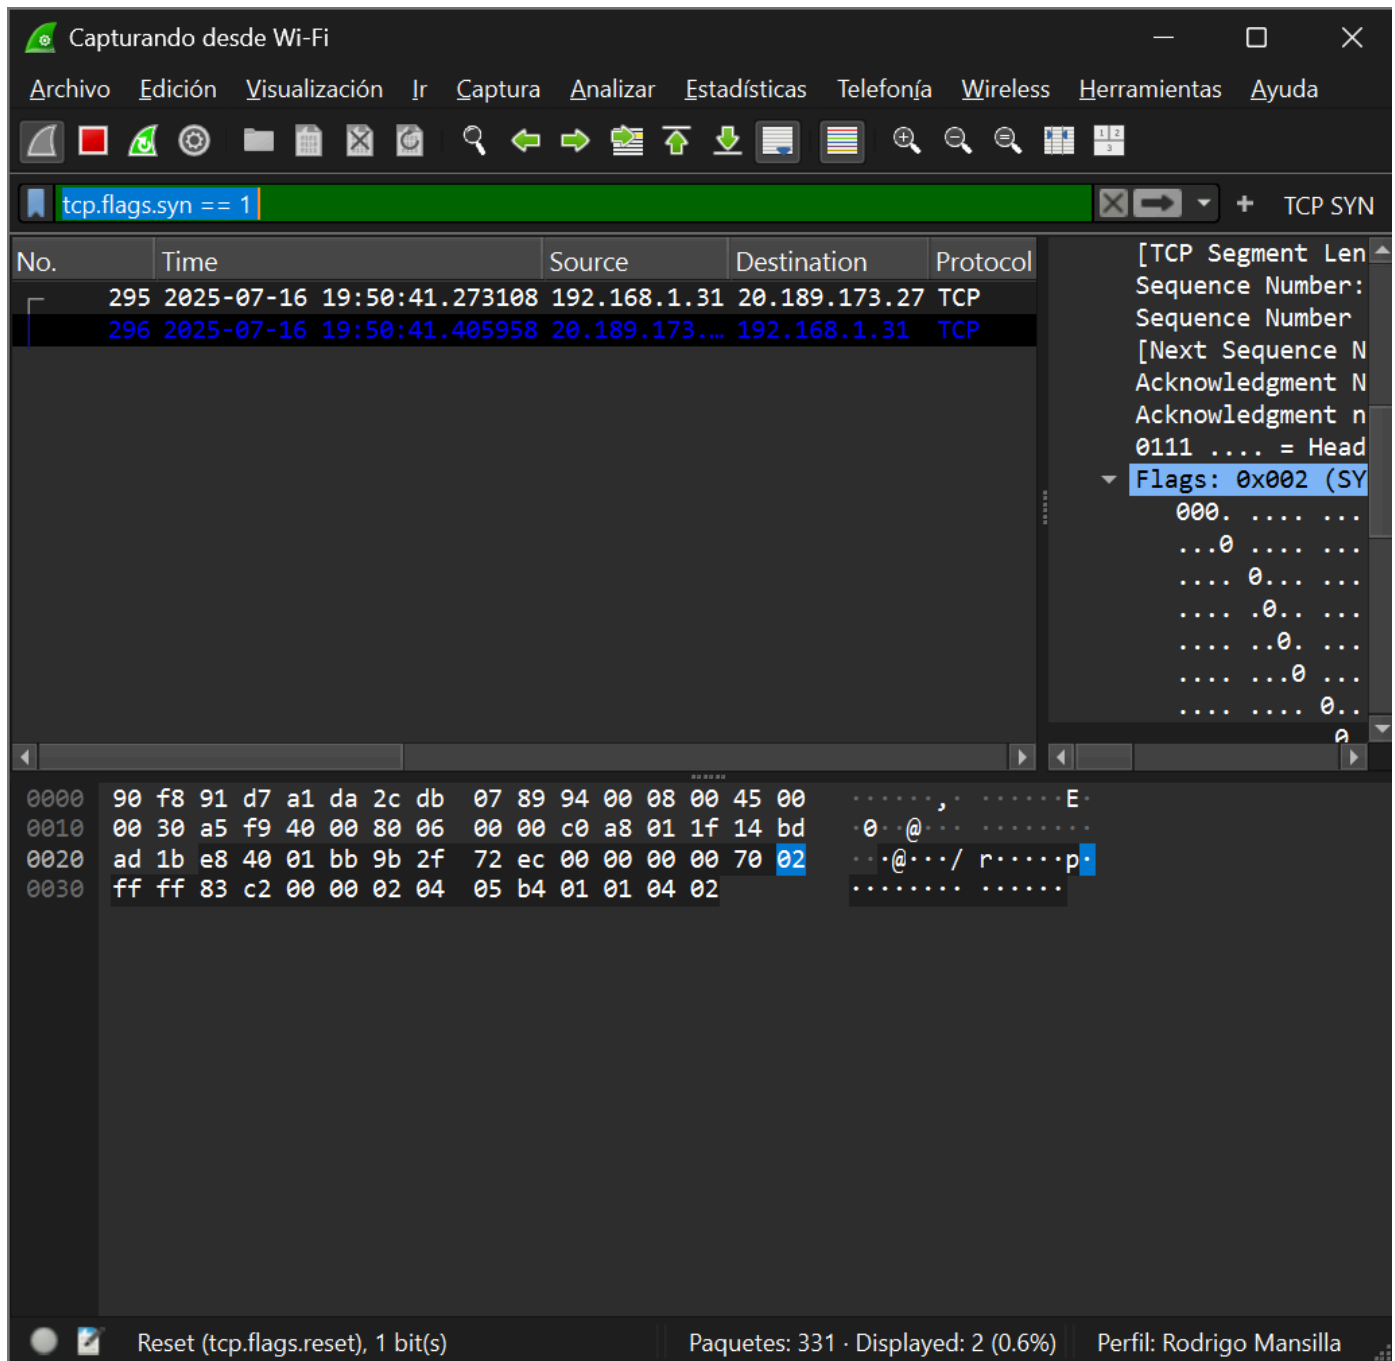 Capturando desde Wi-Fi
Archivo Edición Visualización Ir Captura Analizar Estadísticas Telefonía Wireless Herramientas Ayuda
tcp.flags.syn == 1
+ TCP SYN
No. Time Source Destination Protocol
295 2025-07-16 19:50:41.273108 192.168.1.31 20.189.173.27 TCP
296 2025-07-16 19:50:41.405958 20.189.173.… 192.168.1.31 TCP
[TCP Segment Len
Sequence Number:
Sequence Number
[Next Sequence N
Acknowledgment N
Acknowledgment n
0111 .... = Head
Flags: 0x002 (SY
000. .... ...
...0 .... ...
.... 0... ...
.... .0.. ...
.... ..0. ...
.... ...0 ...
.... .... 0..
0000 90 f8 91 d7 a1 da 2c db 07 89 94 00 08 00 45 00 ······,· ······E·
0010 00 30 a5 f9 40 00 80 06 00 00 c0 a8 01 1f 14 bd ·0··@··· ········
0020 ad 1b e8 40 01 bb 9b 2f 72 ec 00 00 00 00 70 02 ···@···/ r·····p·
0030 ff ff 83 c2 00 00 02 04 05 b4 01 01 04 02 ········ ······
Reset (tcp.flags.reset), 1 bit(s) Paquetes: 331 · Displayed: 2 (0.6%) Perfil: Rodrigo Mansilla